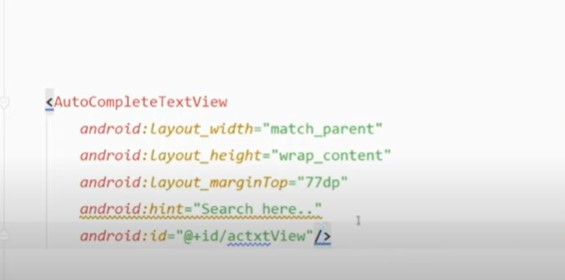 <AutoCompleteTextView
android:layout_width="match_parent"
android:layout_height="wrap_content"
android:layout_marginTop="77dp"
android:hint="Search here.."
android:id="@+id/actxtView"/>